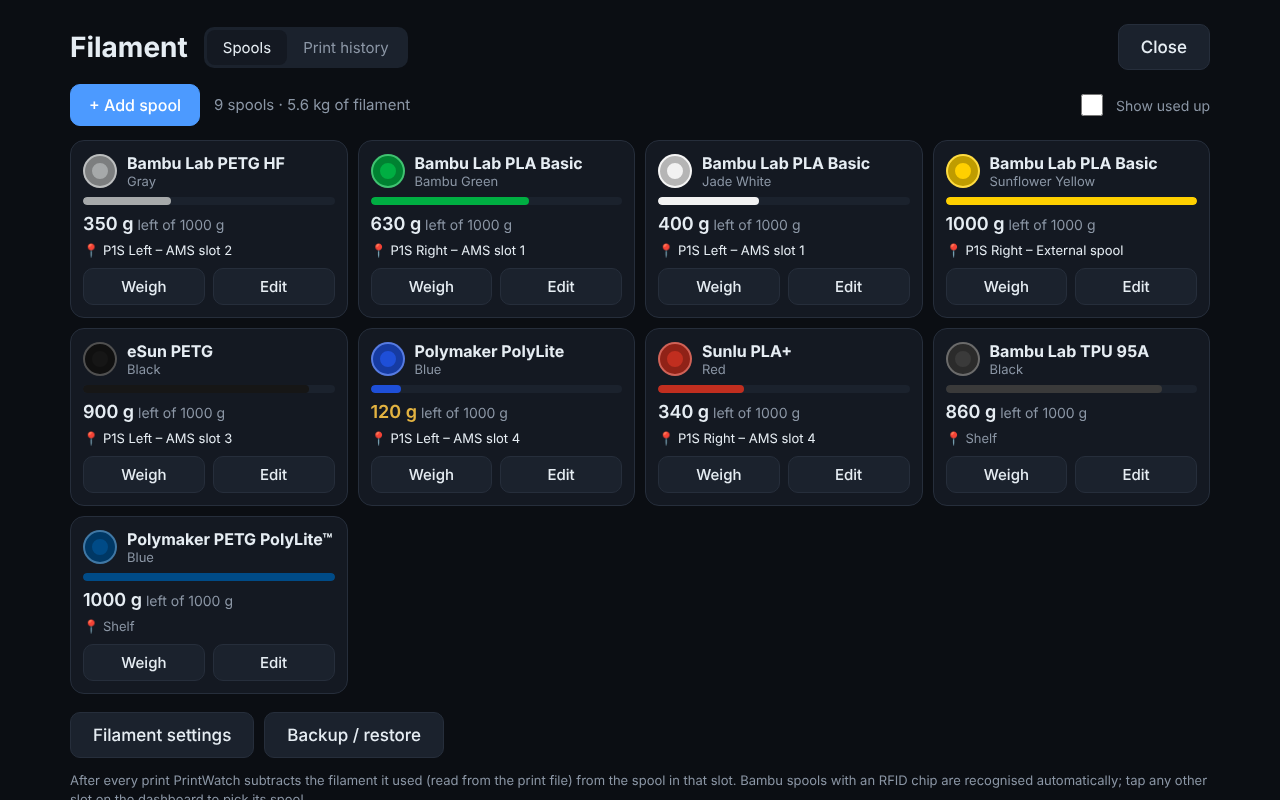 Filament
Spools
Print history
Close
+ Add spool
9 spools · 5.6 kg of filament
Show used up
Bambu Lab PETG HF
Gray
350 g left of 1000 g
📍 P1S Left – AMS slot 2
Weigh
Edit
Bambu Lab PLA Basic
Bambu Green
630 g left of 1000 g
📍 P1S Right – AMS slot 1
Weigh
Edit
Bambu Lab PLA Basic
Jade White
400 g left of 1000 g
📍 P1S Left – AMS slot 1
Weigh
Edit
Bambu Lab PLA Basic
Sunflower Yellow
1000 g left of 1000 g
📍 P1S Right – External spool
Weigh
Edit
eSun PETG
Black
900 g left of 1000 g
📍 P1S Left – AMS slot 3
Weigh
Edit
Polymaker PolyLite
Blue
120 g left of 1000 g
📍 P1S Left – AMS slot 4
Weigh
Edit
Sunlu PLA+
Red
340 g left of 1000 g
📍 P1S Right – AMS slot 4
Weigh
Edit
Bambu Lab TPU 95A
Black
860 g left of 1000 g
📍 Shelf
Weigh
Edit
Polymaker PETG PolyLite™
Blue
1000 g left of 1000 g
📍 Shelf
Weigh
Edit
Filament settings
Backup / restore
After every print PrintWatch subtracts the filament it used (read from the print file) from the spool in that slot. Bambu spools with an RFID chip are recognised automatically; tap any other
slot on the dashboard to pick its spool.